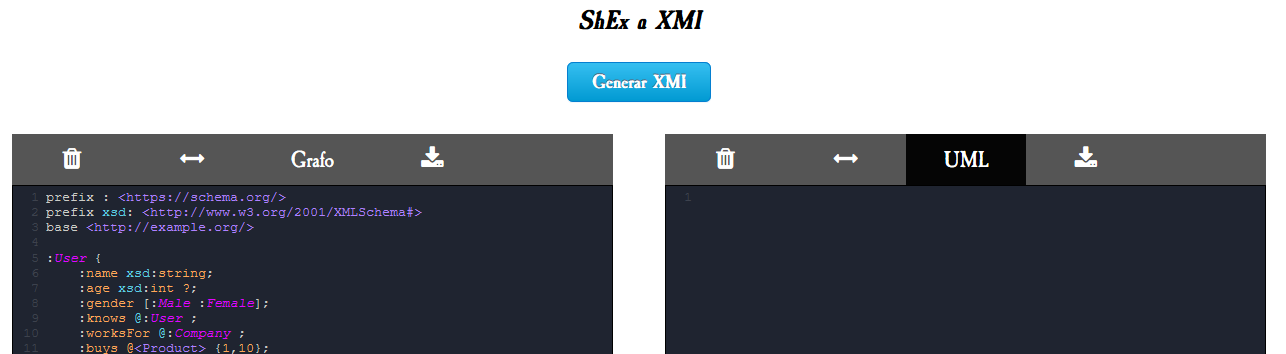 ShEx a XMI
Generar XMI
Grafo
1 prefix : <https://schema.org/>
2 prefix xsd: <http://www.w3.org/2001/XMLSchema#>
3 base <http://example.org/>
4
5 :User {
6     :name xsd:string;
7     :age xsd:int ?;
8     :gender [:Male :Female];
9     :knows @:User ;
10     :worksFor @:Company ;
11     :buys @<Product> {1,10};
UML
1